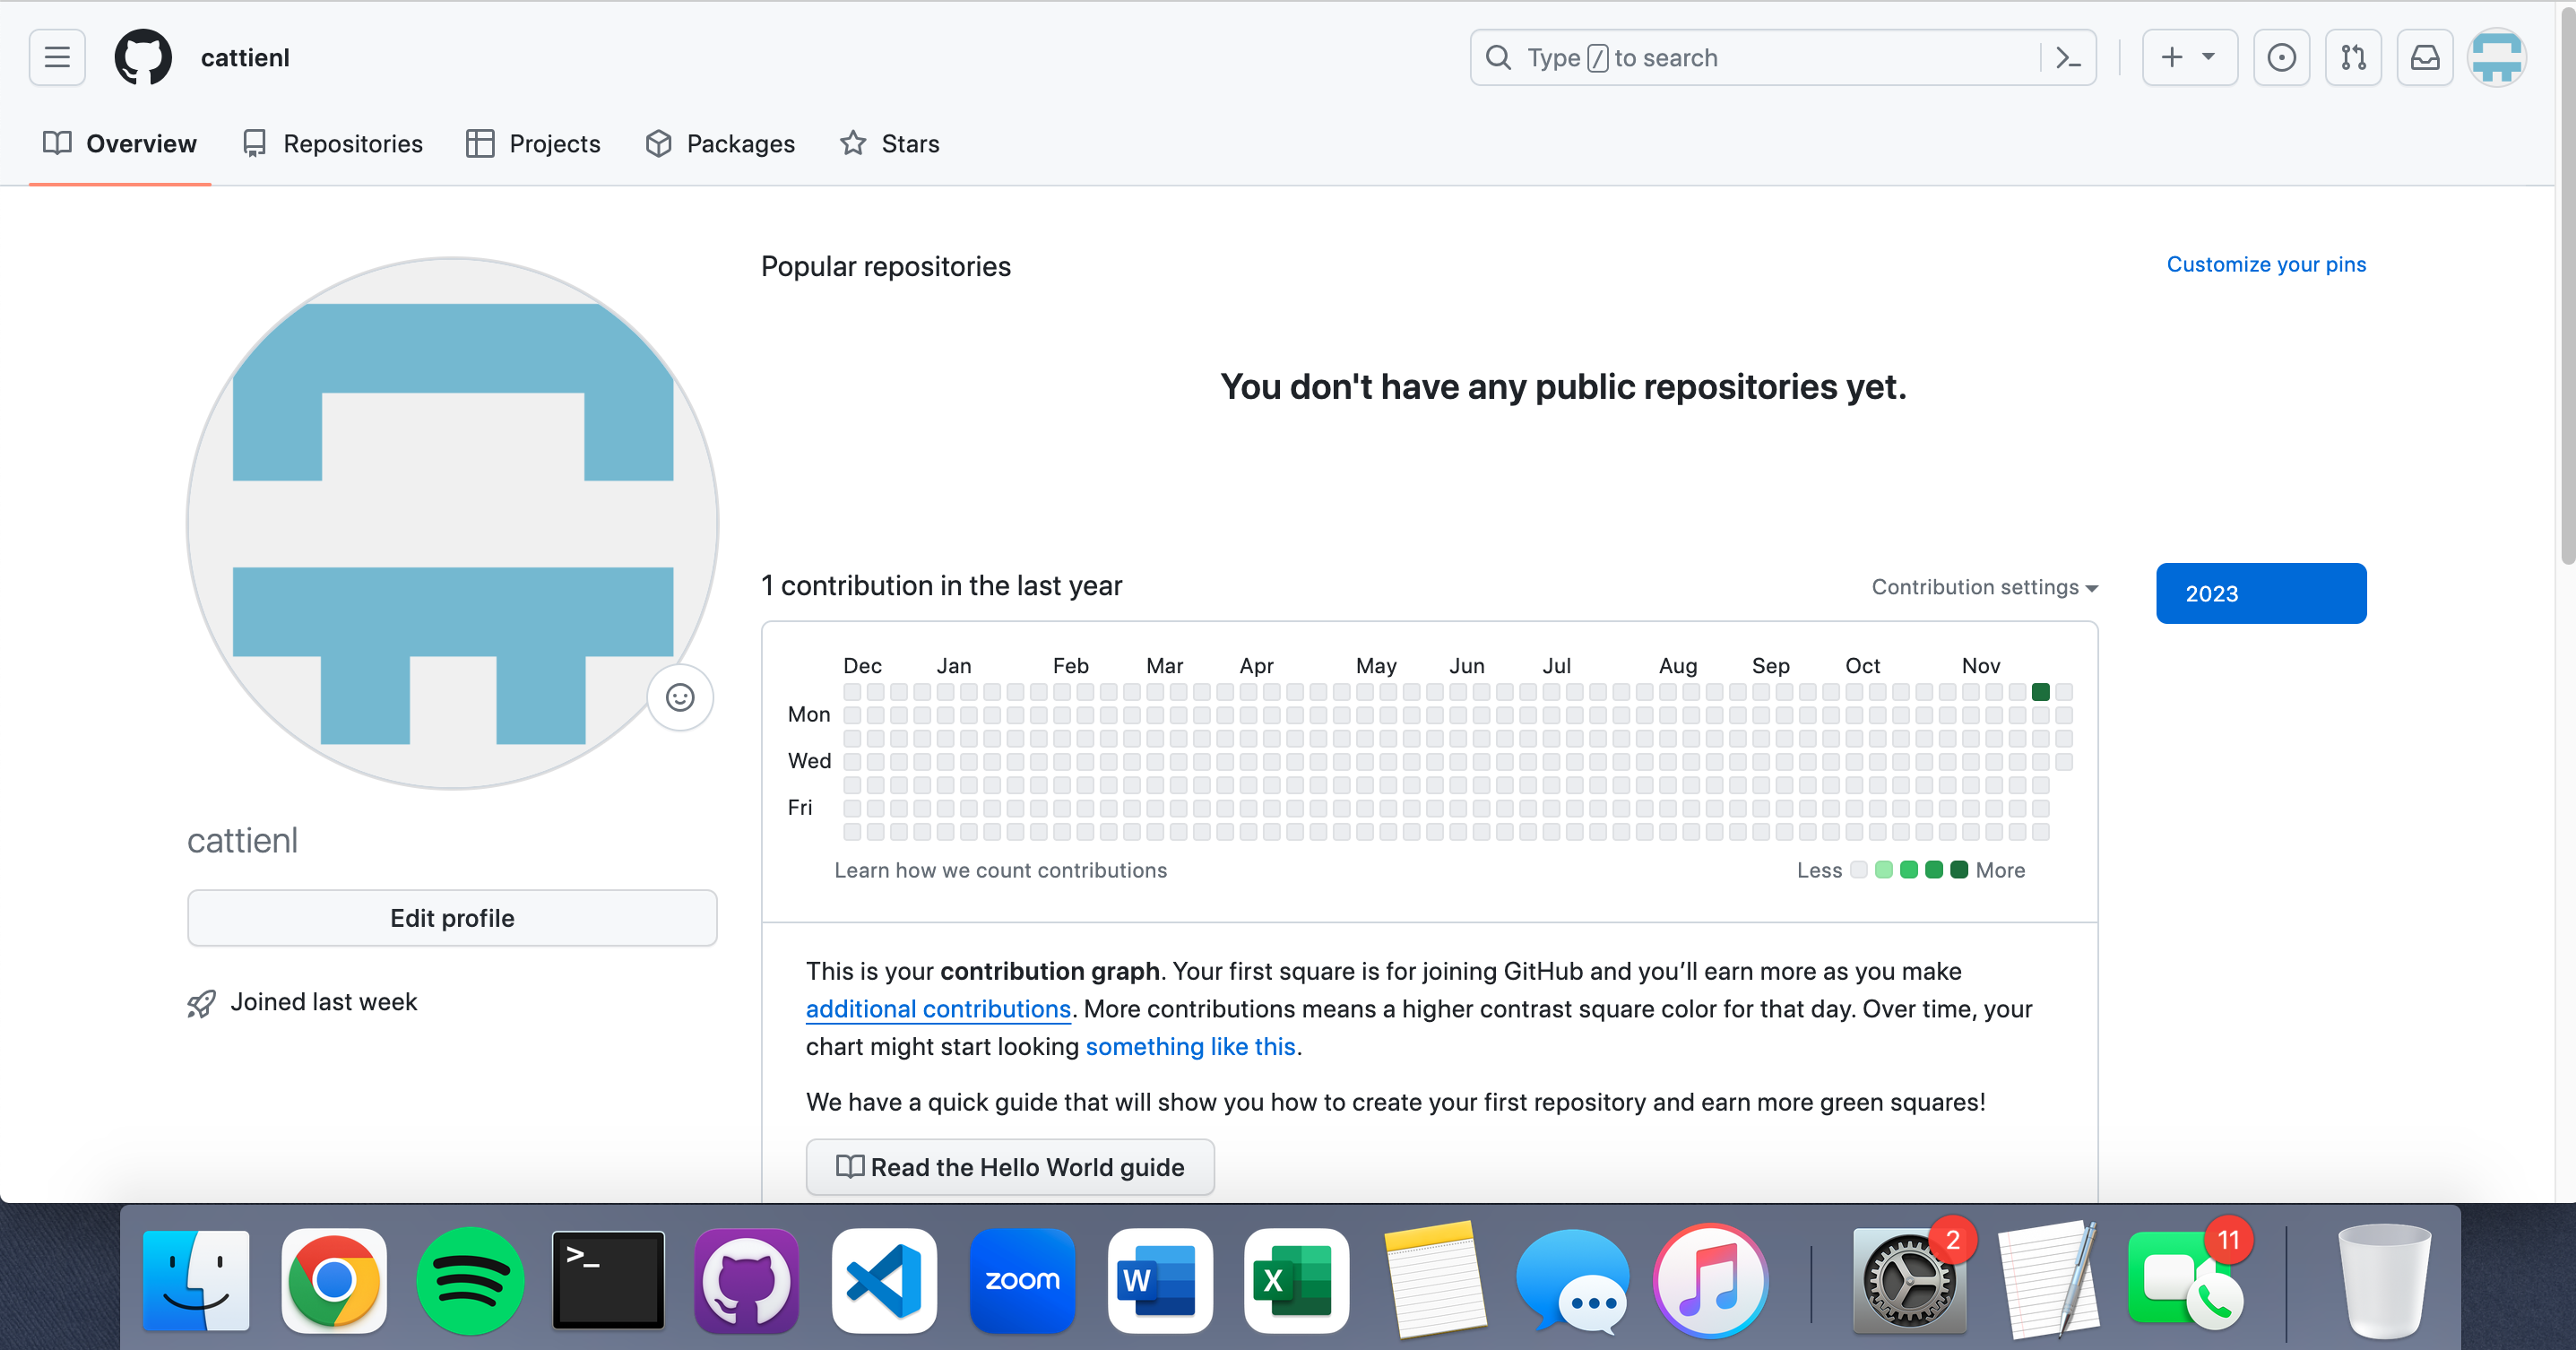 cattienl
Type / to search
Overview
Repositories
Projects
Packages
Stars
Popular repositories
Customize your pins
You don't have any public repositories yet.
1 contribution in the last year
Contribution settings
2023
Dec Jan Feb Mar Apr May Jun Jul Aug Sep Oct Nov
Mon
Wed
Fri
Learn how we count contributions
Less More
cattienl
Edit profile
Joined last week
This is your contribution graph. Your first square is for joining GitHub and you’ll earn more as you make
additional contributions. More contributions means a higher contrast square color for that day. Over time, your
chart might start looking something like this.
We have a quick guide that will show you how to create your first repository and earn more green squares!
Read the Hello World guide
>_
zoom
W
X
2
11